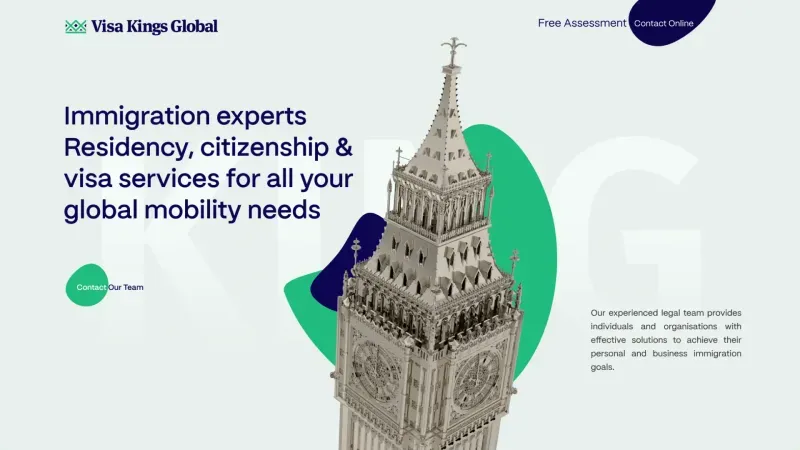 Visa Kings Global
Free Assessment
Contact Online
KING
Immigration experts
Residency, citizenship &
visa services for all your
global mobility needs
Contact Our Team
Our experienced legal team provides
individuals and organisations with
effective solutions to achieve their
personal and business immigration
goals.